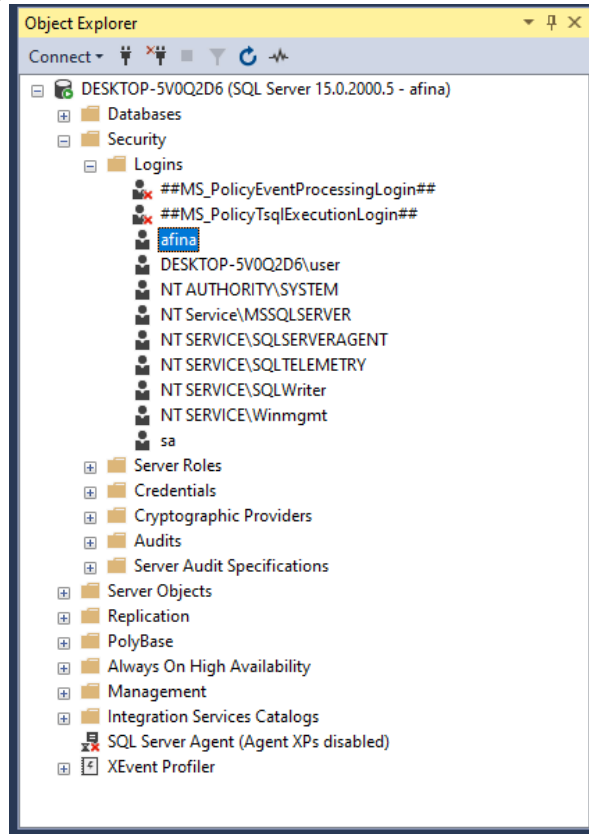 Object Explorer
Connect
DESKTOP-5V0Q2D6 (SQL Server 15.0.2000.5 - afina)
Databases
Security
Logins
##MS_PolicyEventProcessingLogin##
##MS_PolicyTsqlExecutionLogin##
afina
DESKTOP-5V0Q2D6\user
NT AUTHORITY\SYSTEM
NT Service\MSSQLSERVER
NT SERVICE\SQLSERVERAGENT
NT SERVICE\SQLTELEMETRY
NT SERVICE\SQLWriter
NT SERVICE\Winmgmt
sa
Server Roles
Credentials
Cryptographic Providers
Audits
Server Audit Specifications
Server Objects
Replication
PolyBase
Always On High Availability
Management
Integration Services Catalogs
SQL Server Agent (Agent XPs disabled)
XEvent Profiler